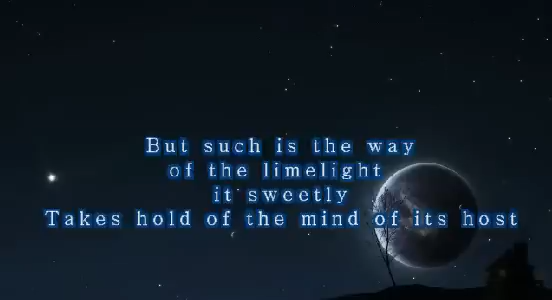 But such is the way
of the limelight
it sweetly
Takes hold of the mind of its host